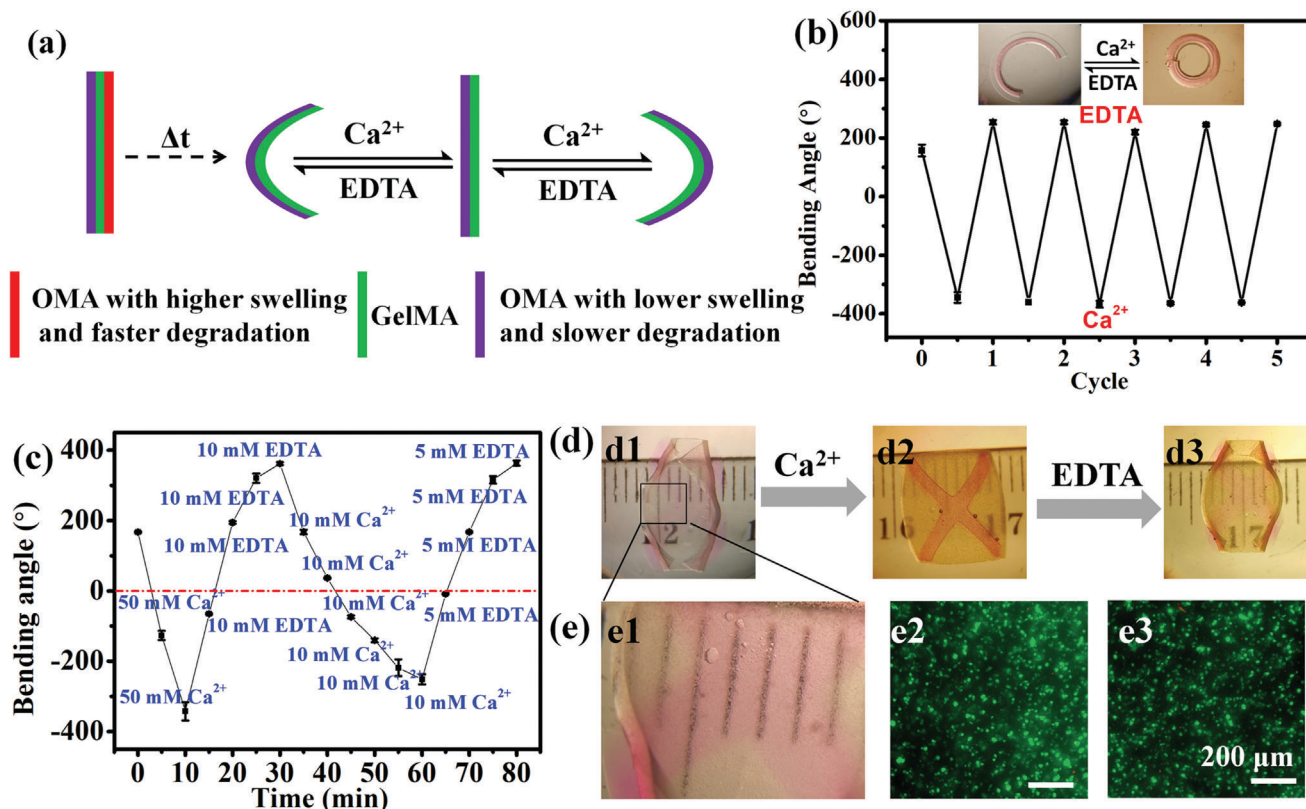 (a)
Δt
Ca²⁺
EDTA
Ca²⁺
EDTA
OMA with higher swelling
and faster degradation
GelMA
OMA with lower swelling
and slower degradation
(b)
Bending Angle (°)
600
400
200
0
-200
-400
Ca²⁺
EDTA
EDTA
Ca²⁺
0 1 2 3 4 5
Cycle
(c)
Bending angle (°)
400
200
0
-200
-400
10 mM EDTA
10 mM EDTA
10 mM EDTA
10 mM EDTA
50 mM Ca²⁺
50 mM Ca²⁺
10 mM Ca²⁺
10 mM Ca²⁺
10 mM Ca²⁺
10 mM Ca²⁺
10 mM Ca²⁺
10 mM Ca²⁺
5 mM EDTA
5 mM EDTA
5 mM EDTA
5 mM EDTA
0 10 20 30 40 50 60 70 80
Time (min)
(d)
d1
Ca²⁺
d2
16 17
EDTA
d3
17
(e)
e1
e2
e3
200 μm